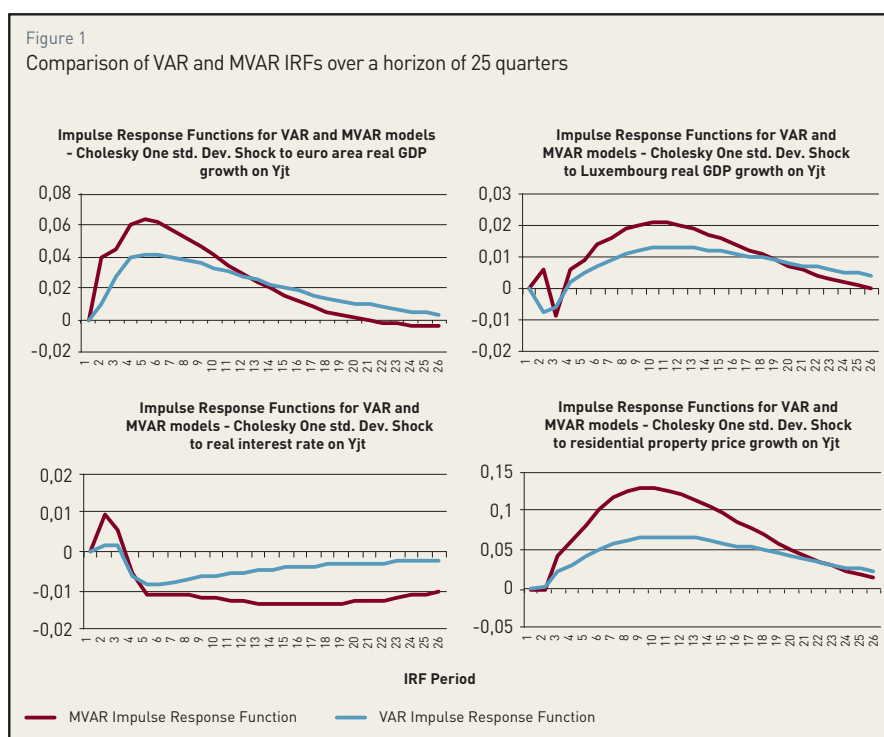 Figure 1
Comparison of VAR and MVAR IRFs over a horizon of 25 quarters
Impulse Response Functions for VAR and MVAR models
- Cholesky One std. Dev. Shock to euro area real GDP
growth on Yjt
0,08
0,06
0,04
0,02
0
-0,02
1 2 3 4 5 6 7 8 9 10 11 12 13 14 15 16 17 18 19 20 21 22 23 24 25 26
Impulse Response Functions for VAR and
MVAR models - Cholesky One std. Dev. Shock
to Luxembourg real GDP growth on Yjt
0,03
0,02
0,01
0
-0,01
-0,02
1 2 3 4 5 6 7 8 9 10 11 12 13 14 15 16 17 18 19 20 21 22 23 24 25 26
Impulse Response Functions for VAR and
MVAR models - Cholesky One std. Dev. Shock
to real interest rate on Yjt
0,02
0,01
0
-0,01
-0,02
1 2 3 4 5 6 7 8 9 10 11 12 13 14 15 16 17 18 19 20 21 22 23 24 25 26
Impulse Response Functions for VAR and
MVAR models - Cholesky One std. Dev. Shock
to residential property price growth on Yjt
0,15
0,1
0,05
0
-0,05
1 2 3 4 5 6 7 8 9 10 11 12 13 14 15 16 17 18 19 20 21 22 23 24 25 26
IRF Period
MVAR Impulse Response Function
VAR Impulse Response Function